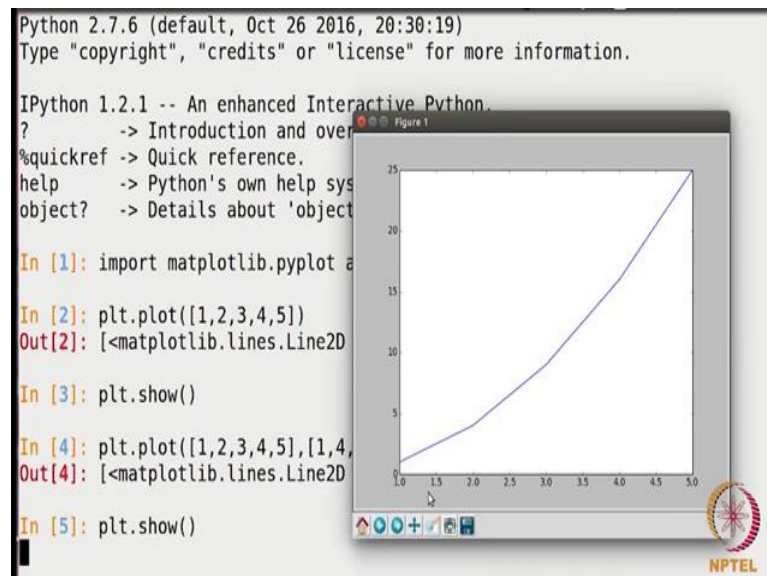 Python 2.7.6 (default, Oct 26 2016, 20:30:19)
Type "copyright", "credits" or "license" for more information.
IPython 1.2.1 -- An enhanced Interactive Python.
? -> Introduction and over
%quickref -> Quick reference.
help -> Python's own help sys
object? -> Details about 'object
In [1]: import matplotlib.pyplot a
In [2]: plt.plot([1,2,3,4,5])
Out[2]: [<matplotlib.lines.Line2D
In [3]: plt.show()
In [4]: plt.plot([1,2,3,4,5],[1,4,
Out[4]: [<matplotlib.lines.Line2D
In [5]: plt.show()
Figure 1
25
20
15
10
5
0
1.0 1.5 2.0 2.5 3.0 3.5 4.0 4.5 5.0
NPTEL